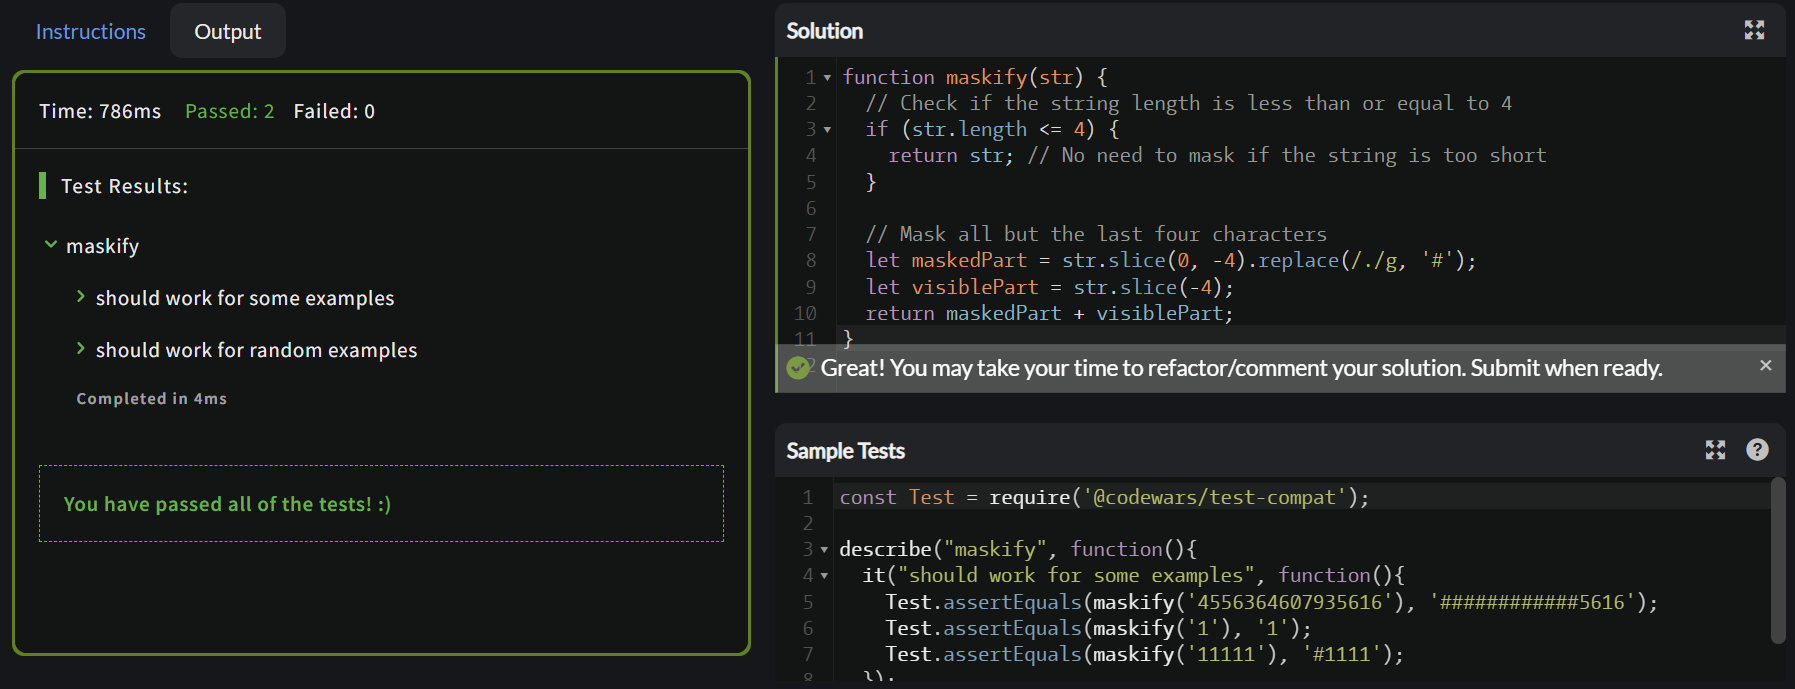 Instructions
Output
Time: 786ms Passed: 2 Failed: 0
Test Results:
maskify
should work for some examples
should work for random examples
Completed in 4ms
You have passed all of the tests! :)
Solution
1 function maskify(str) {
2 // Check if the string length is less than or equal to 4
3 if (str.length <= 4) {
4 return str; // No need to mask if the string is too short
5 }
6
7 // Mask all but the last four characters
8 let maskedPart = str.slice(0, -4).replace(/./g, '#');
9 let visiblePart = str.slice(-4);
10 return maskedPart + visiblePart;
11 }
Great! You may take your time to refactor/comment your solution. Submit when ready.
Sample Tests
1 const Test = require('@codewars/test-compat');
2
3 describe("maskify", function(){
4 it("should work for some examples", function(){
5 Test.assertEquals(maskify('4556364607935616'), '############5616');
6 Test.assertEquals(maskify('1'), '1');
7 Test.assertEquals(maskify('11111'), '#1111');
8 });